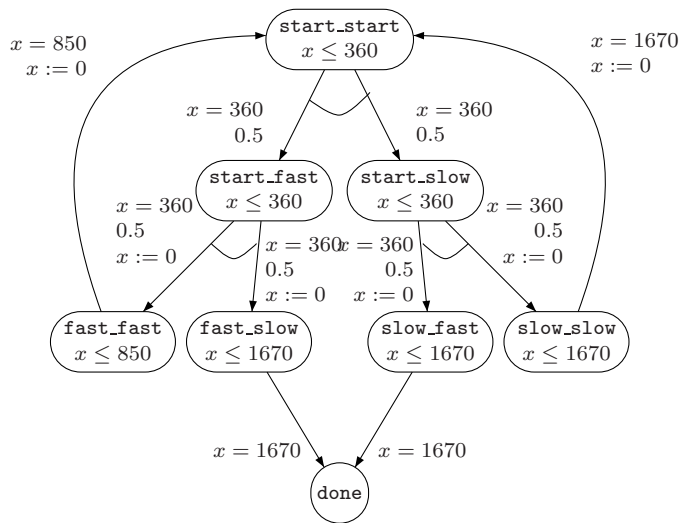 start_start
x ≤ 360
x = 850
x := 0
x = 1670
x := 0
x = 360
0.5
x = 360
0.5
start_fast
x ≤ 360
start_slow
x ≤ 360
x = 360
0.5
x := 0
x = 360
0.5
x := 0
x = 360
0.5
x := 0
x = 360
0.5
x := 0
fast_fast
x ≤ 850
fast_slow
x ≤ 1670
slow_fast
x ≤ 1670
slow_slow
x ≤ 1670
x = 1670
x = 1670
done